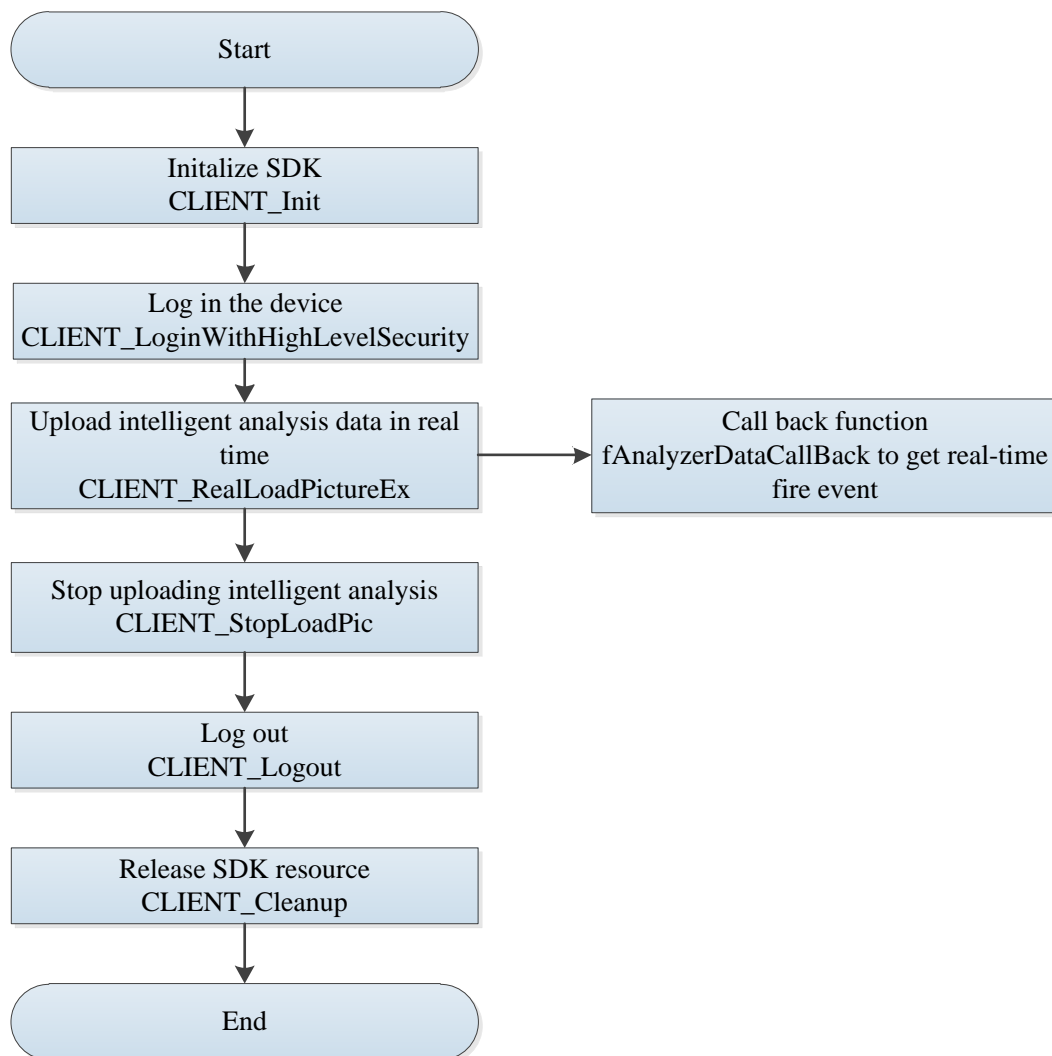 Start
Initalize SDK
CLIENT_Init
Log in the device
CLIENT_LoginWithHighLevelSecurity
Upload intelligent analysis data in real
time
CLIENT_RealLoadPictureEx
Call back function
fAnalyzerDataCallBack to get real-time
fire event
Stop uploading intelligent analysis
CLIENT_StopLoadPic
Log out
CLIENT_Logout
Release SDK resource
CLIENT_Cleanup
End